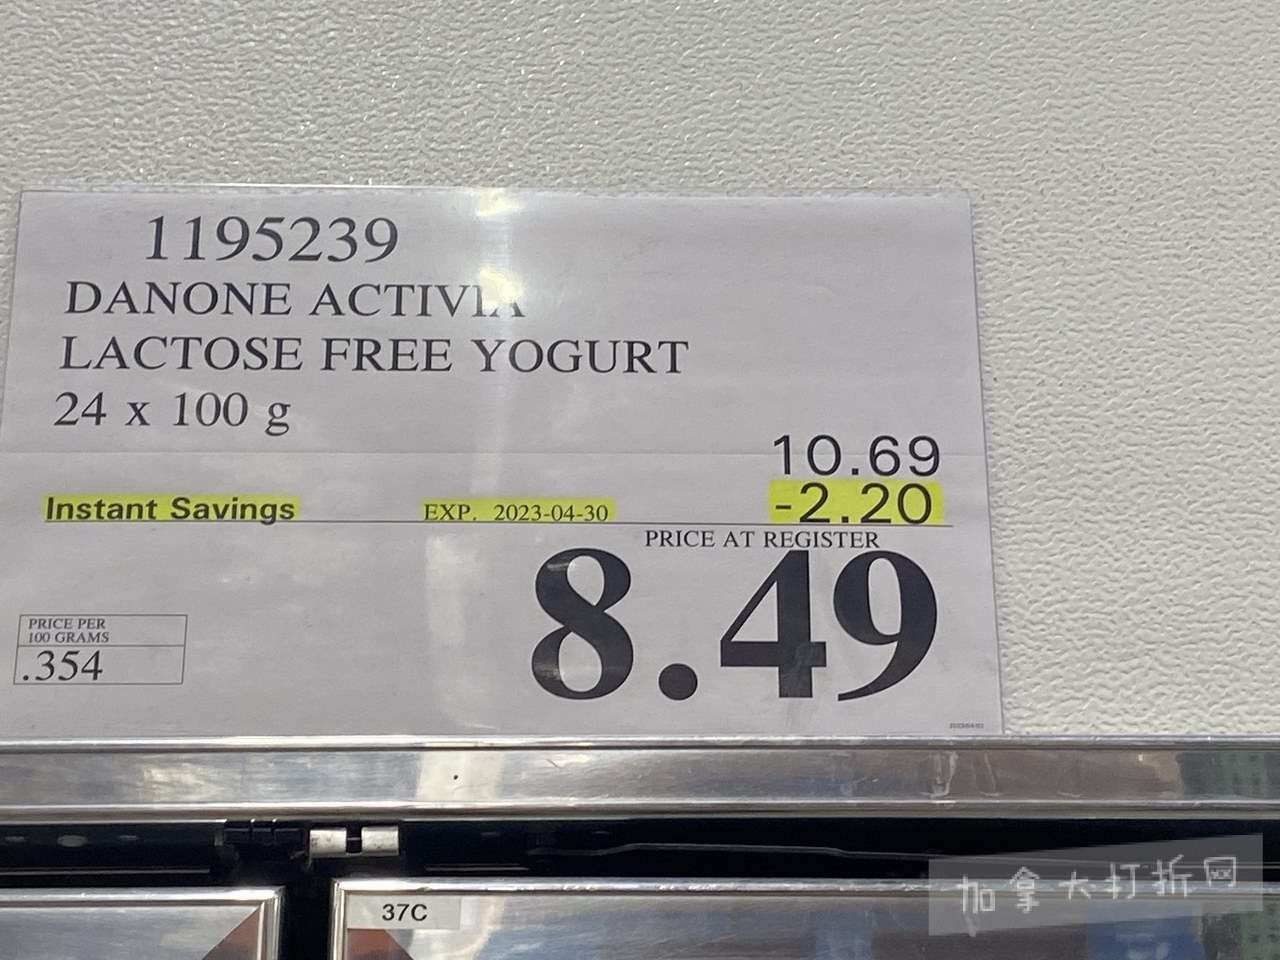 1195239
DANONE ACTIVIA
LACTOSE FREE YOGURT
24 x 100 g
10.69
Instant Savings EXP. 2023-04-30 -2.20
PRICE AT REGISTER
8.49
PRICE PER
100 GRAMS
.354
37C
加拿大打折网